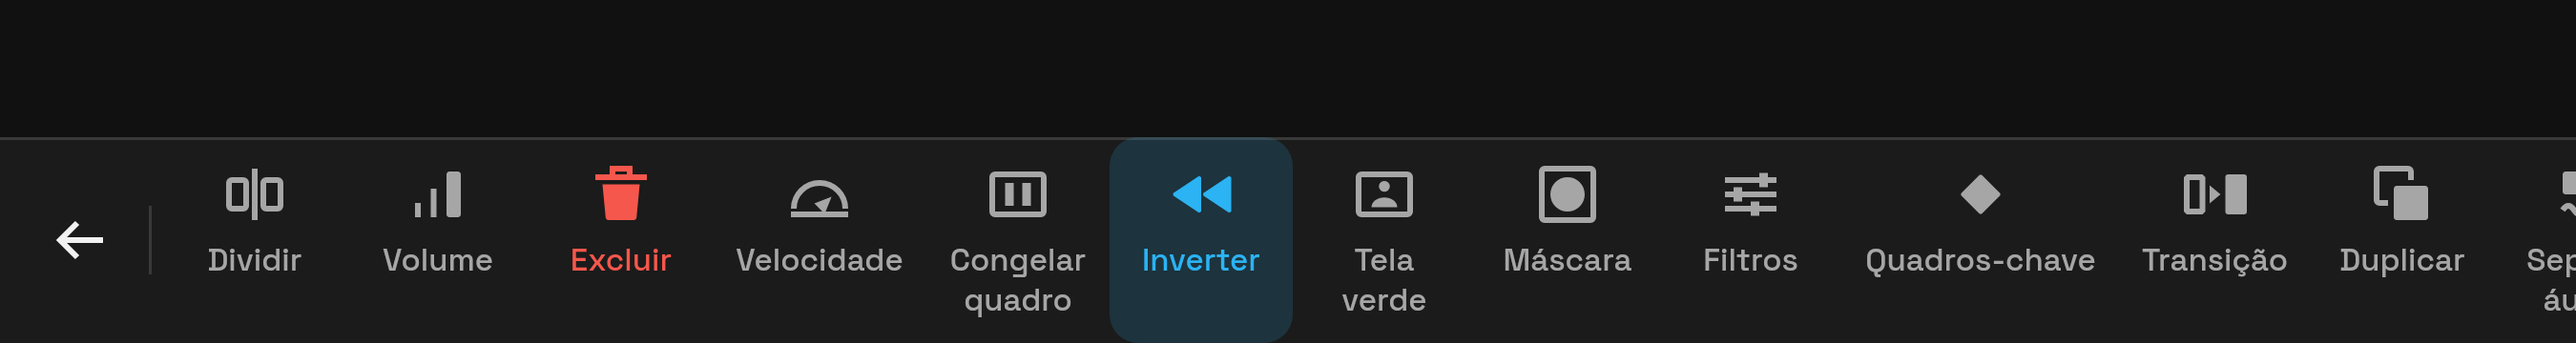 Dividir
Volume
Excluir
Velocidade
Congelar
quadro
Inverter
Tela
verde
Máscara
Filtros
Quadros-chave
Transição
Duplicar